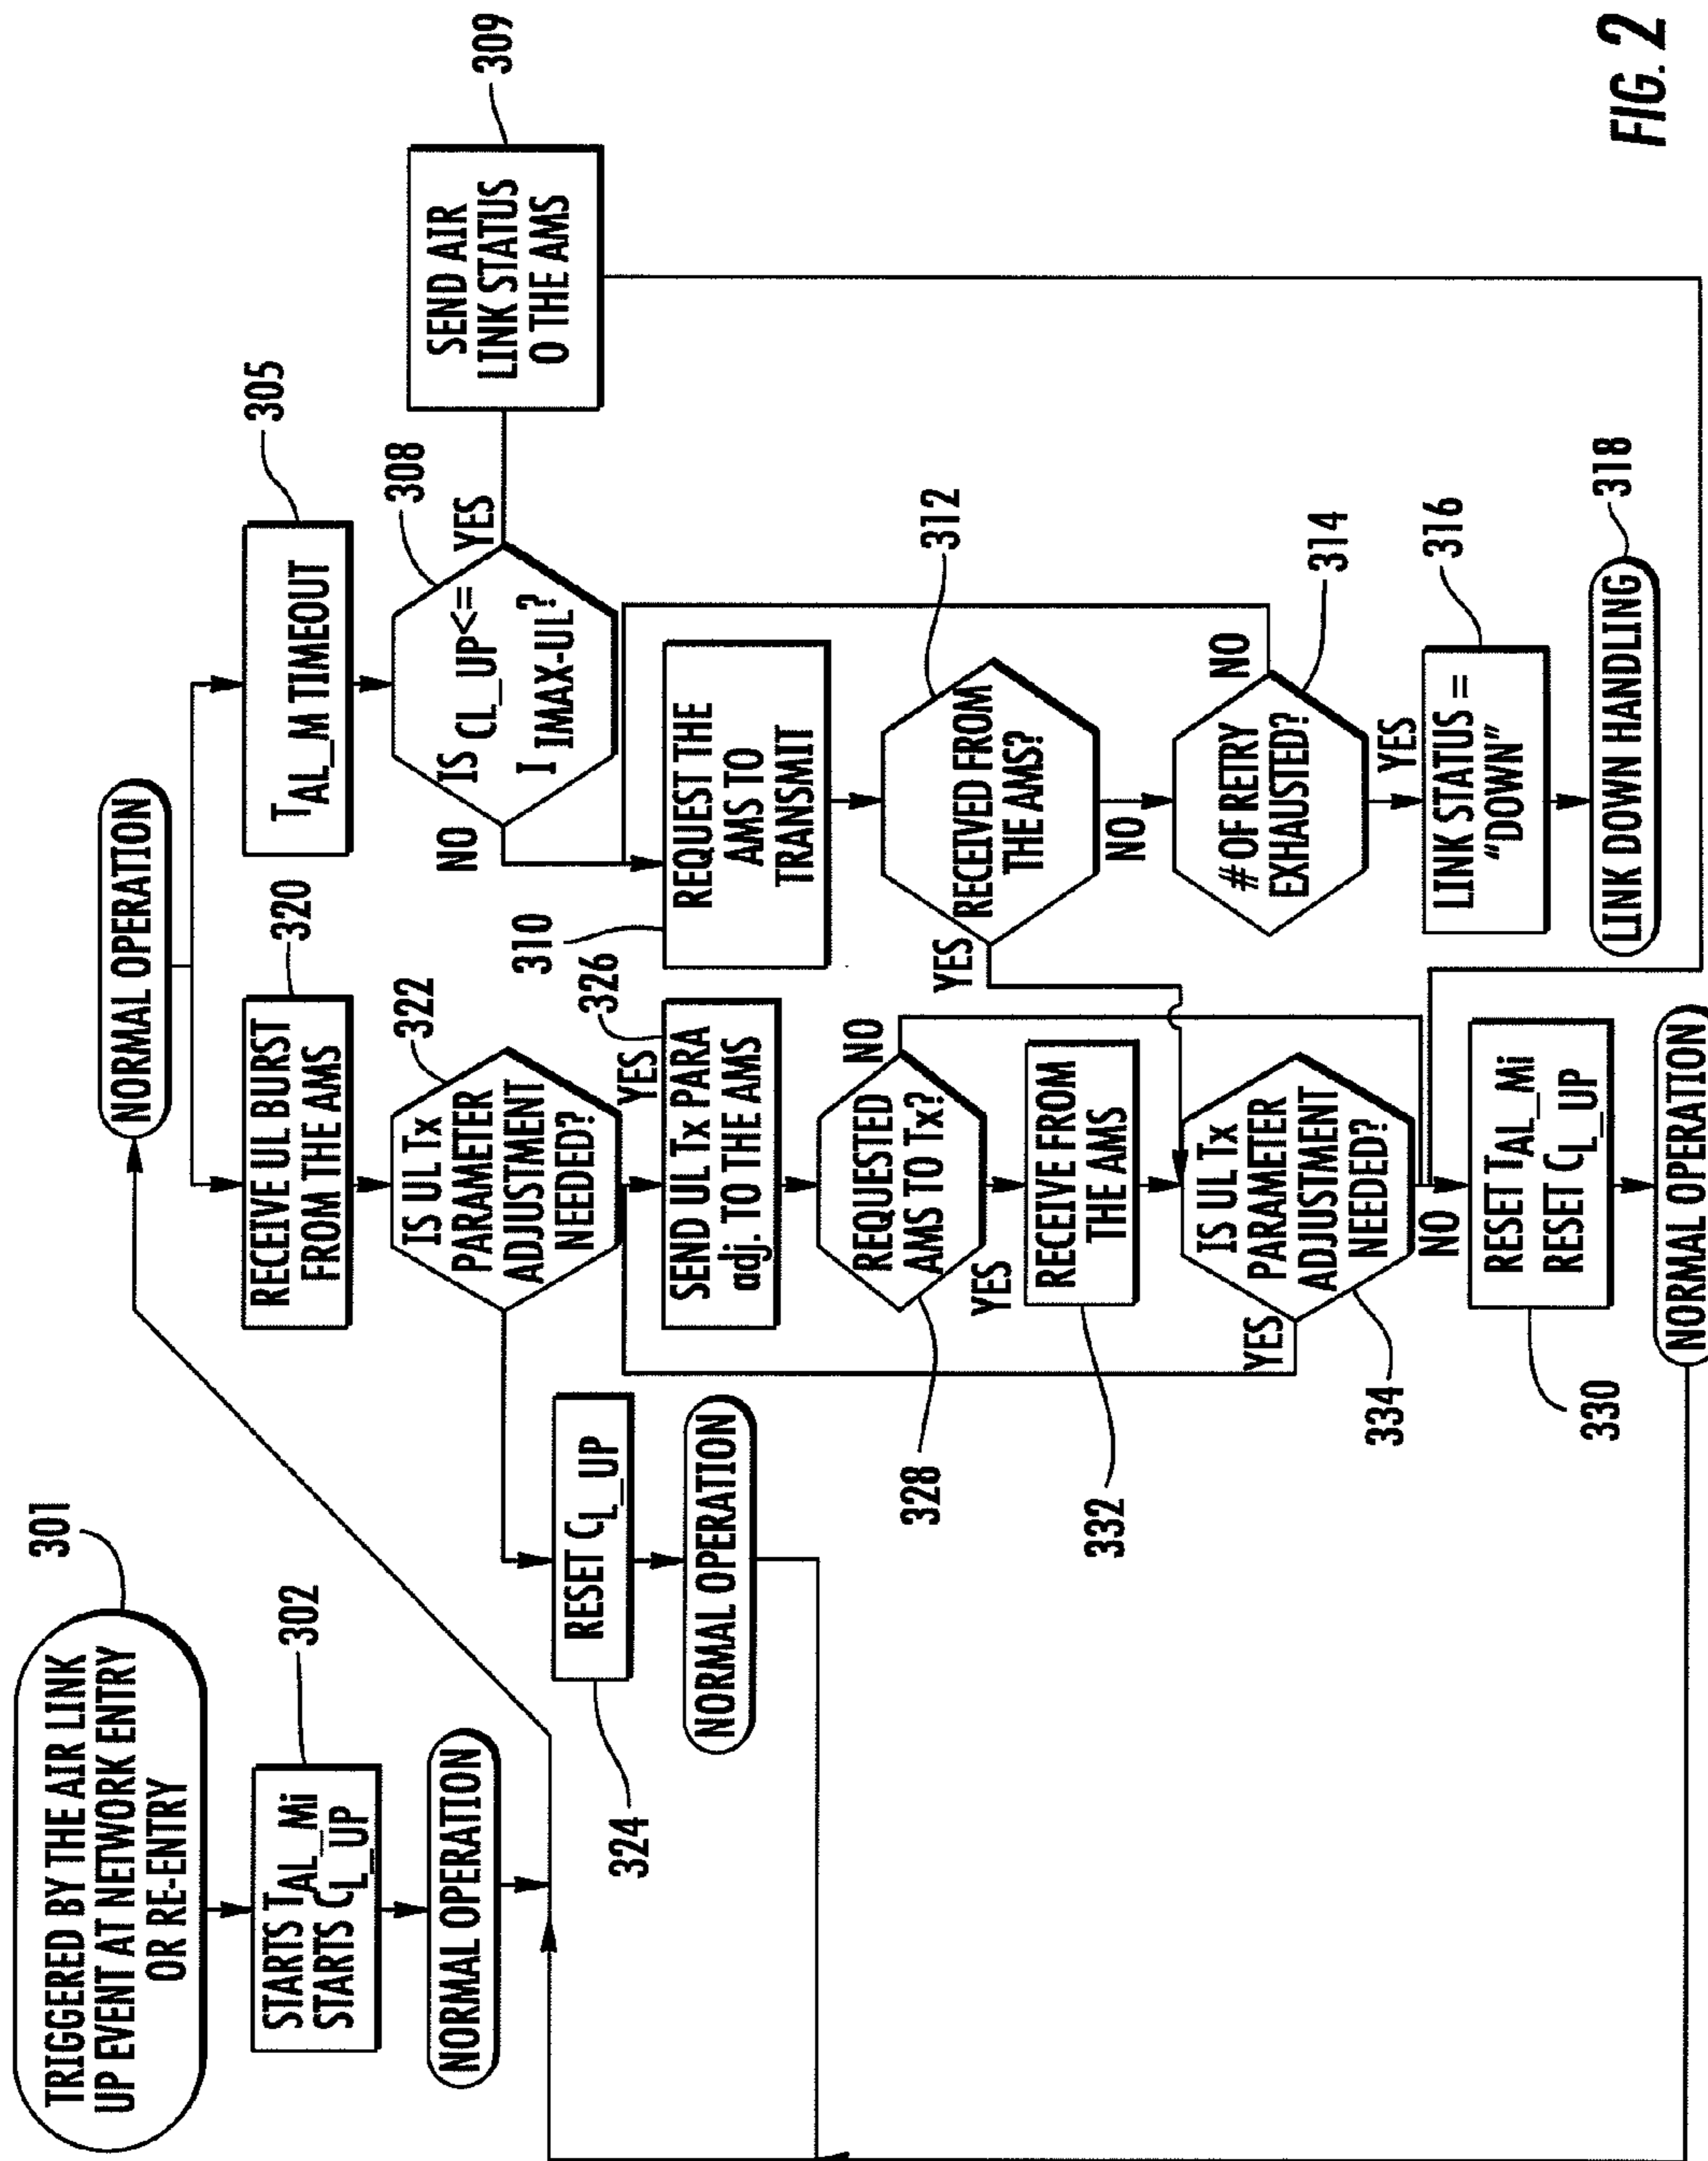 TRIGGERED BY THE AIR LINK
UP EVENT AT NETWORK ENTRY
OR RE-ENTRY
301
STARTS TAL_Mi
STARTS CL_UP
302
NORMAL OPERATION
NORMAL OPERATION
RECEIVE UL BURST
FROM THE AMS
320
TAL_M TIMEOUT
305
IS UL Tx
PARAMETER
ADJUSTMENT
NEEDED?
322
YES
RESET CL_UP
324
NORMAL OPERATION
SEND UL Tx PARA
adj. TO THE AMS
326
REQUESTED
AMS TO Tx?
328
NO
YES
RECEIVE FROM
THE AMS
332
IS UL Tx
PARAMETER
ADJUSTMENT
NEEDED?
334
YES
NO
RESET TAL_Mi
RESET CL_UP
330
NORMAL OPERATION
IS
CL_UP<=
I IMAX-UL?
308
YES
NO
SEND AIR
LINK STATUS
O THE AMS
309
REQUEST THE
AMS TO
TRANSMIT
310
RECEIVED FROM
THE AMS?
312
YES
NO
# OF RETRY
EXHAUSTED?
314
NO
YES
LINK STATUS =
"DOWN"
316
LINK DOWN HANDLING
318
FIG. 2